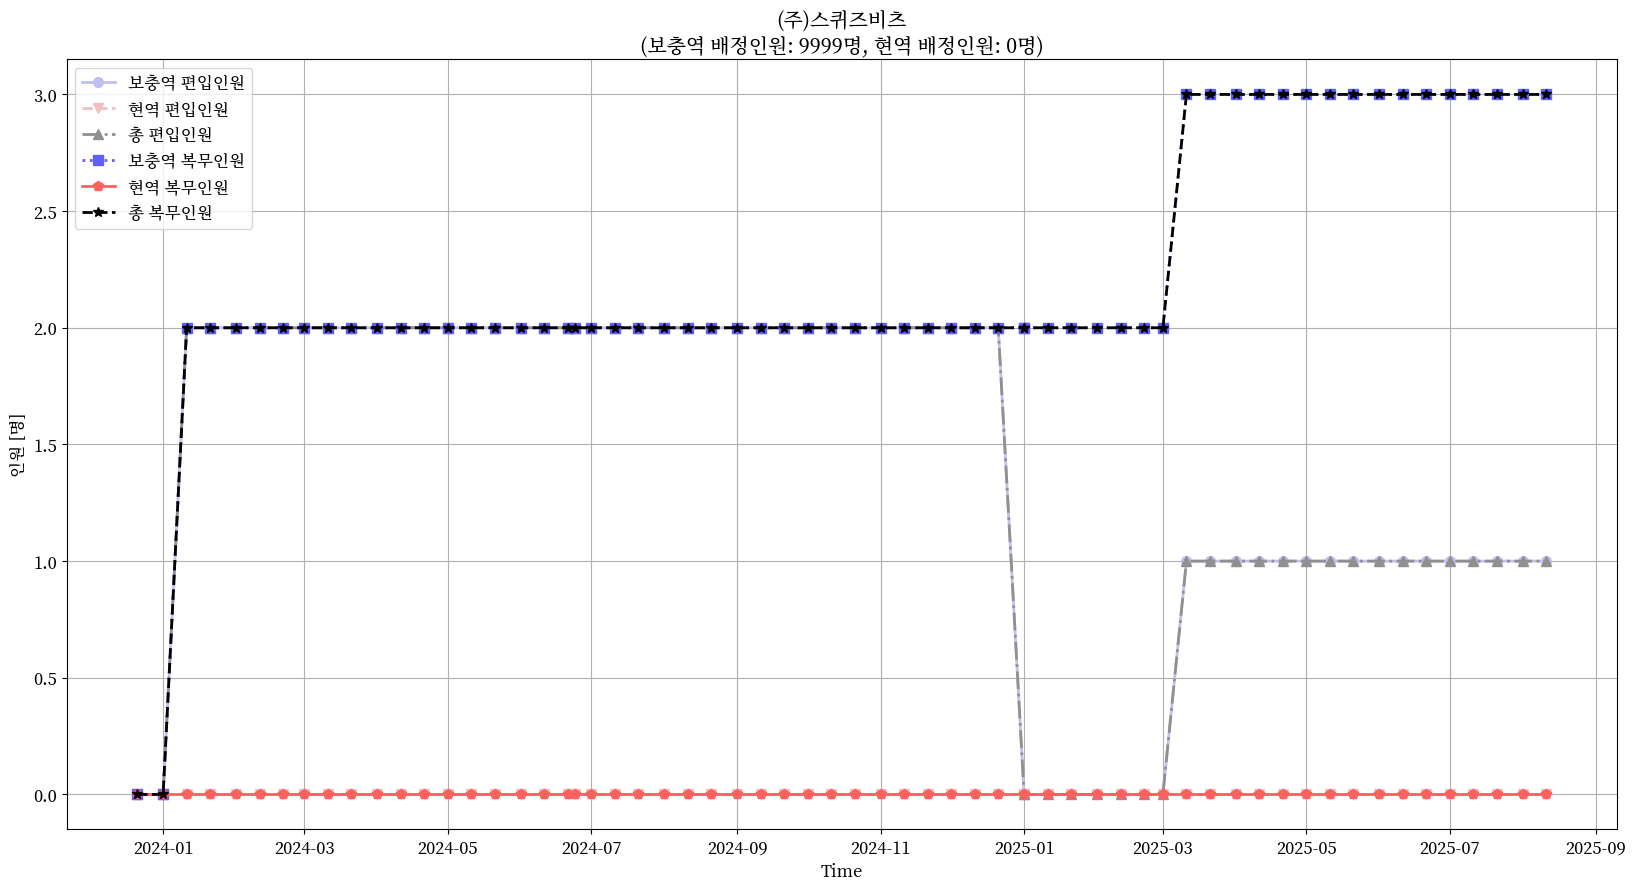 (주)스퀴즈비츠
(보충역 배정인원: 9999명, 현역 배정인원: 0명)
보충역 편입인원
현역 편입인원
총 편입인원
보충역 복무인원
현역 복무인원
총 복무인원
인원 [명]
3.0
2.5
2.0
1.5
1.0
0.5
0.0
2024-01 2024-03 2024-05 2024-07 2024-09 2024-11 2025-01 2025-03 2025-05 2025-07 2025-09
Time